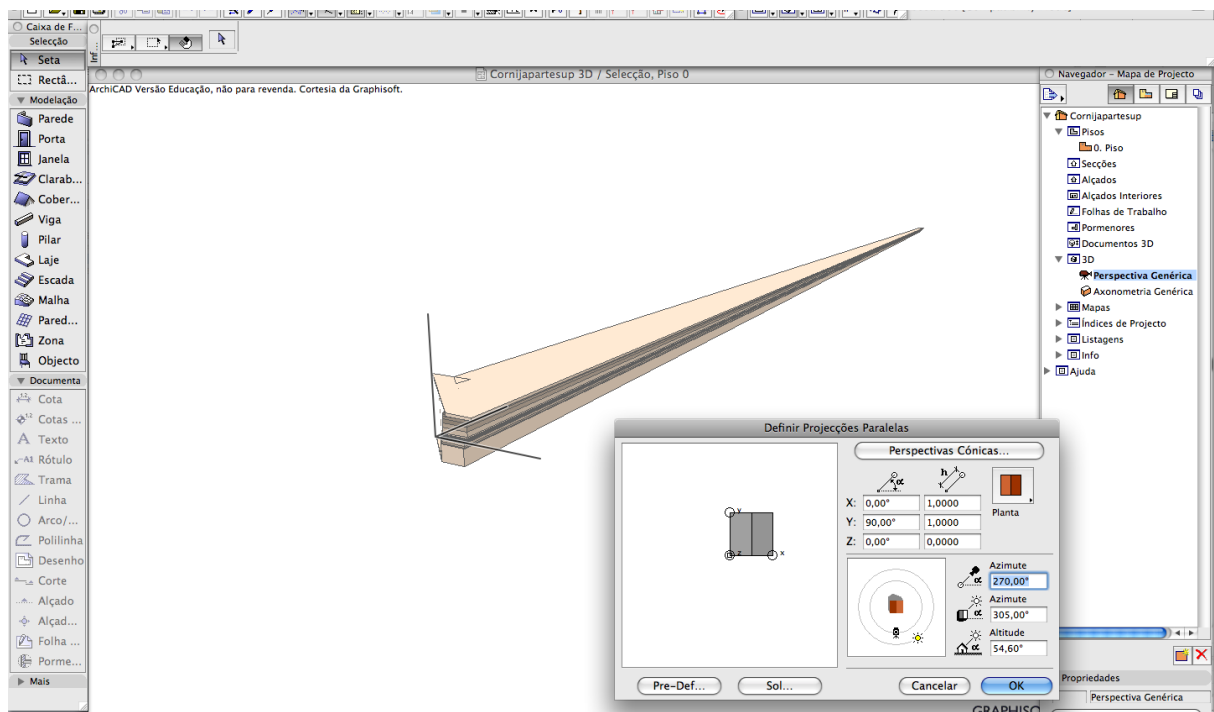 Caixa de F...
Selecção
Seta
Rectâ...
Modelação
Parede
Porta
Janela
Clarab...
Cober...
Viga
Pilar
Laje
Escada
Malha
Pared...
Zona
Objecto
Documenta
Cota
Cotas ...
Texto
Rótulo
Trama
Linha
Arco/...
Polilinha
Desenho
Corte
Alçado
Alçad...
Folha ...
Porme...
Mais
Inf...
Cornijapartesup 3D / Selecção, Piso 0
ArchiCAD Versão Educação, não para revenda. Cortesia da Graphisoft.
Navegador - Mapa de Projecto
Cornijapartesup
Pisos
0. Piso
Secções
Alçados
Alçados Interiores
Folhas de Trabalho
Pormenores
Documentos 3D
3D
Perspectiva Genérica
Axonometria Genérica
Mapas
Índices de Projecto
Listagens
Info
Ajuda
Definir Projecções Paralelas
Perspectivas Cónicas...
α h
X: 0,00° 1,0000
Y: 90,00° 1,0000
Z: 0,00° 0,0000
Planta
Y
Z X
Azimute
α 270,00°
Azimute
α 305,00°
Altitude
α 54,60°
Pre-Def...
Sol...
Cancelar
OK
Propriedades
Perspectiva Genérica